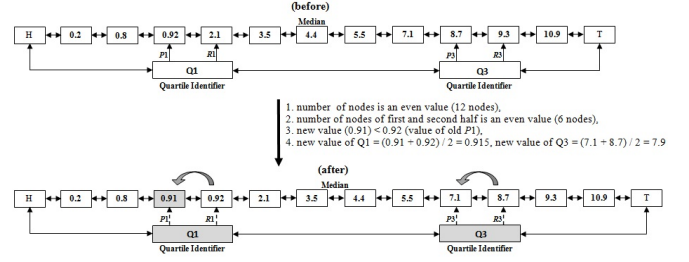 (before)
Median
H 0.2 0.8 0.92 2.1 3.5 4.4 5.5 7.1 8.7 9.3 10.9 T
P1 R1 P3 R3
Q1 Q3
Quartile Identifier Quartile Identifier
1. number of nodes is an even value (12 nodes),
2. number of nodes of first and second half is an even value (6 nodes),
3. new value (0.91) < 0.92 (value of old P1),
4. new value of Q1 = (0.91 + 0.92) / 2 = 0.915, new value of Q3 = (7.1 + 8.7) / 2 = 7.9
(after)
Median
H 0.2 0.8 0.91 0.92 2.1 3.5 4.4 5.5 7.1 8.7 9.3 10.9 T
P1' R1' P3' R3'
Q1 Q3
Quartile Identifier Quartile Identifier